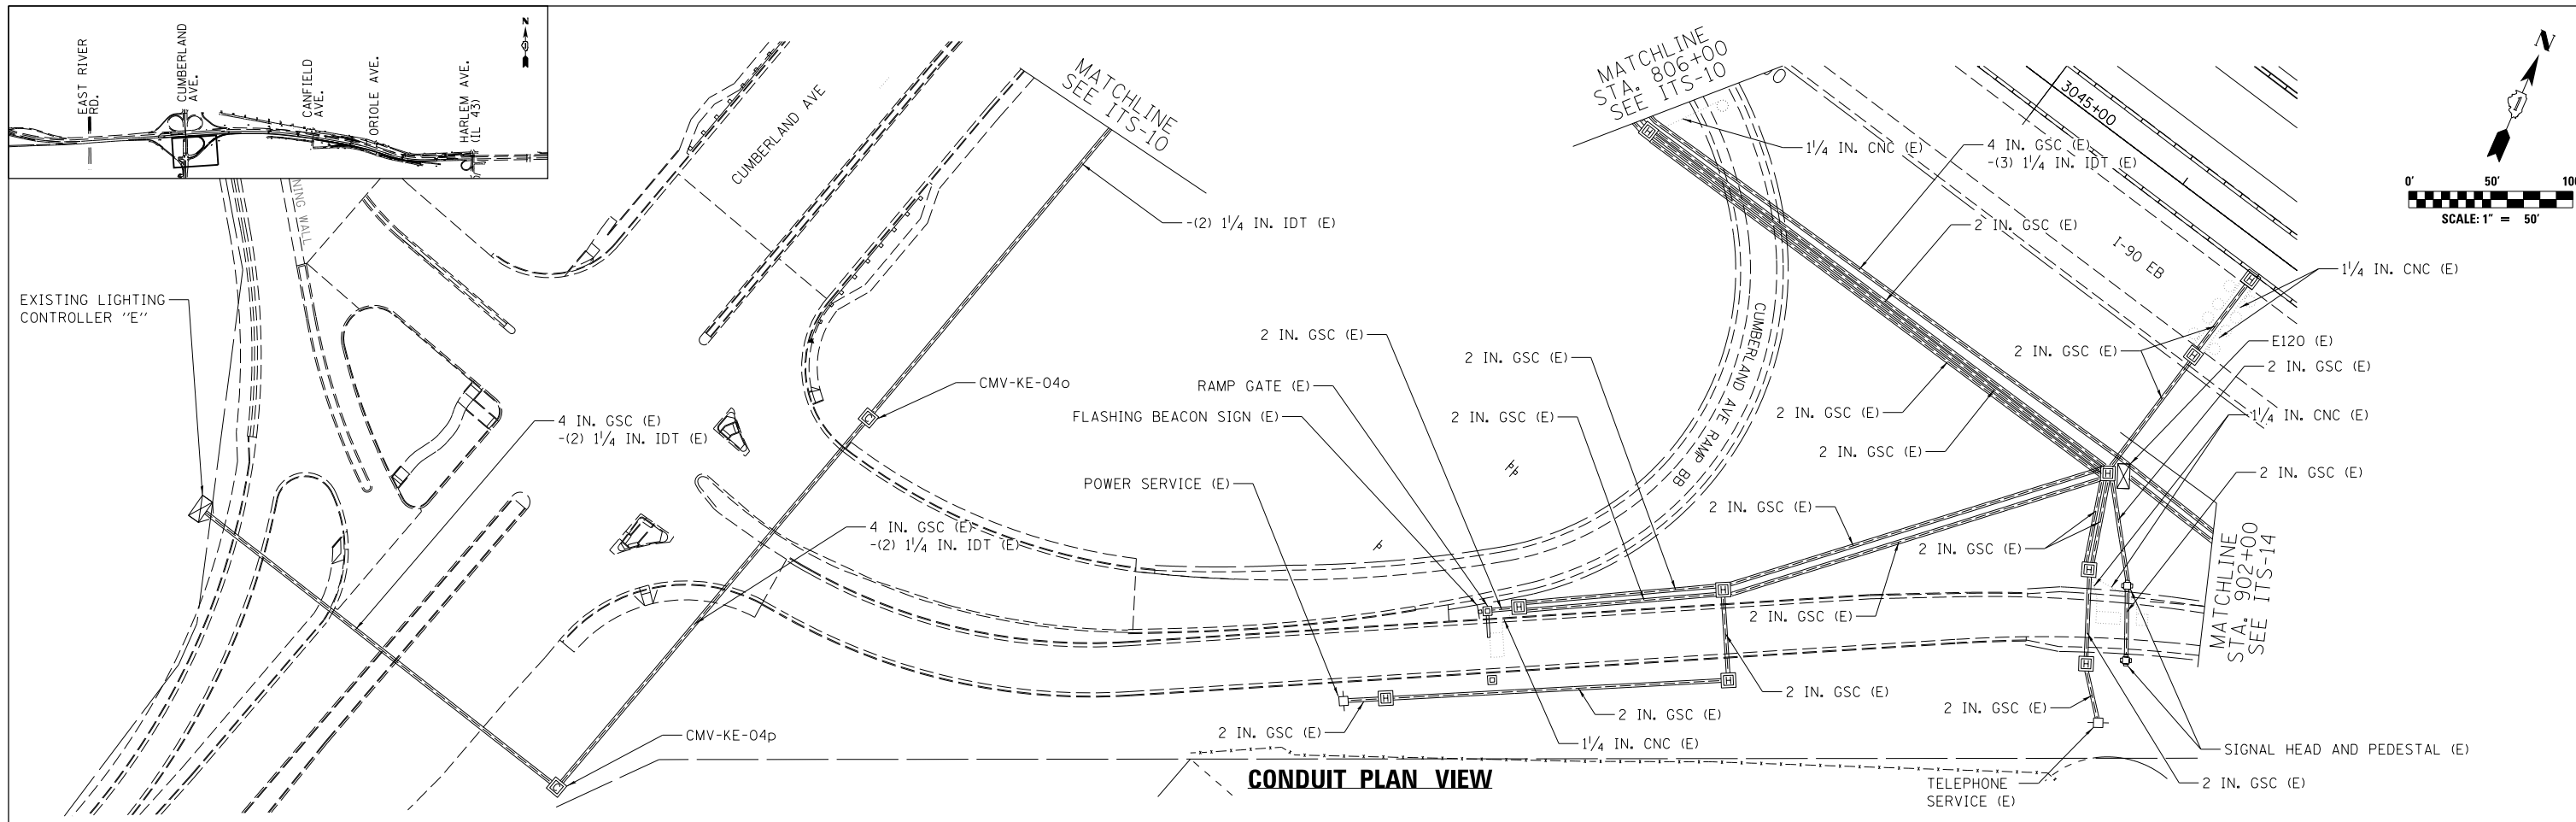 EAST RIVER
RD.
CUMBERLAND
AVE.
CANFIELD
AVE.
ORIOLE AVE.
HARLEM AVE.
(IL 43)
N
NING WALL
CUMBERLAND AVE
MATCHLINE
SEE ITS-10
MATCHLINE
STA. 806+00
SEE ITS-10
3045+00
N
0'
50'
100
SCALE: 1" = 50'
1¼ IN. CNC (E)
4 IN. GSC (E)
-(3) 1¼ IN. IDT (E)
-(2) 1¼ IN. IDT (E)
2 IN. GSC (E)
I-90 EB
1¼ IN. CNC (E)
EXISTING LIGHTING
CONTROLLER "E"
CUMBERLAND AVE RAMP BB
2 IN. GSC (E)
2 IN. GSC (E)
2 IN. GSC (E)
E120 (E)
2 IN. GSC (E)
CMV-KE-04o
RAMP GATE (E)
FLASHING BEACON SIGN (E)
2 IN. GSC (E)
2 IN. GSC (E)
1¼ IN. CNC (E)
4 IN. GSC (E)
-(2) 1¼ IN. IDT (E)
2 IN. GSC (E)
2 IN. GSC (E)
POWER SERVICE (E)
2 IN. GSC (E)
4 IN. GSC (E)
-(2) 1¼ IN. IDT (E)
2 IN. GSC (E)
MATCHLINE
STA. 902+00
SEE ITS-14
2 IN. GSC (E)
2 IN. GSC (E)
2 IN. GSC (E)
2 IN. GSC (E)
CMV-KE-04p
2 IN. GSC (E)
1¼ IN. CNC (E)
SIGNAL HEAD AND PEDESTAL (E)
CONDUIT PLAN VIEW
TELEPHONE
SERVICE (E)
2 IN. GSC (E)